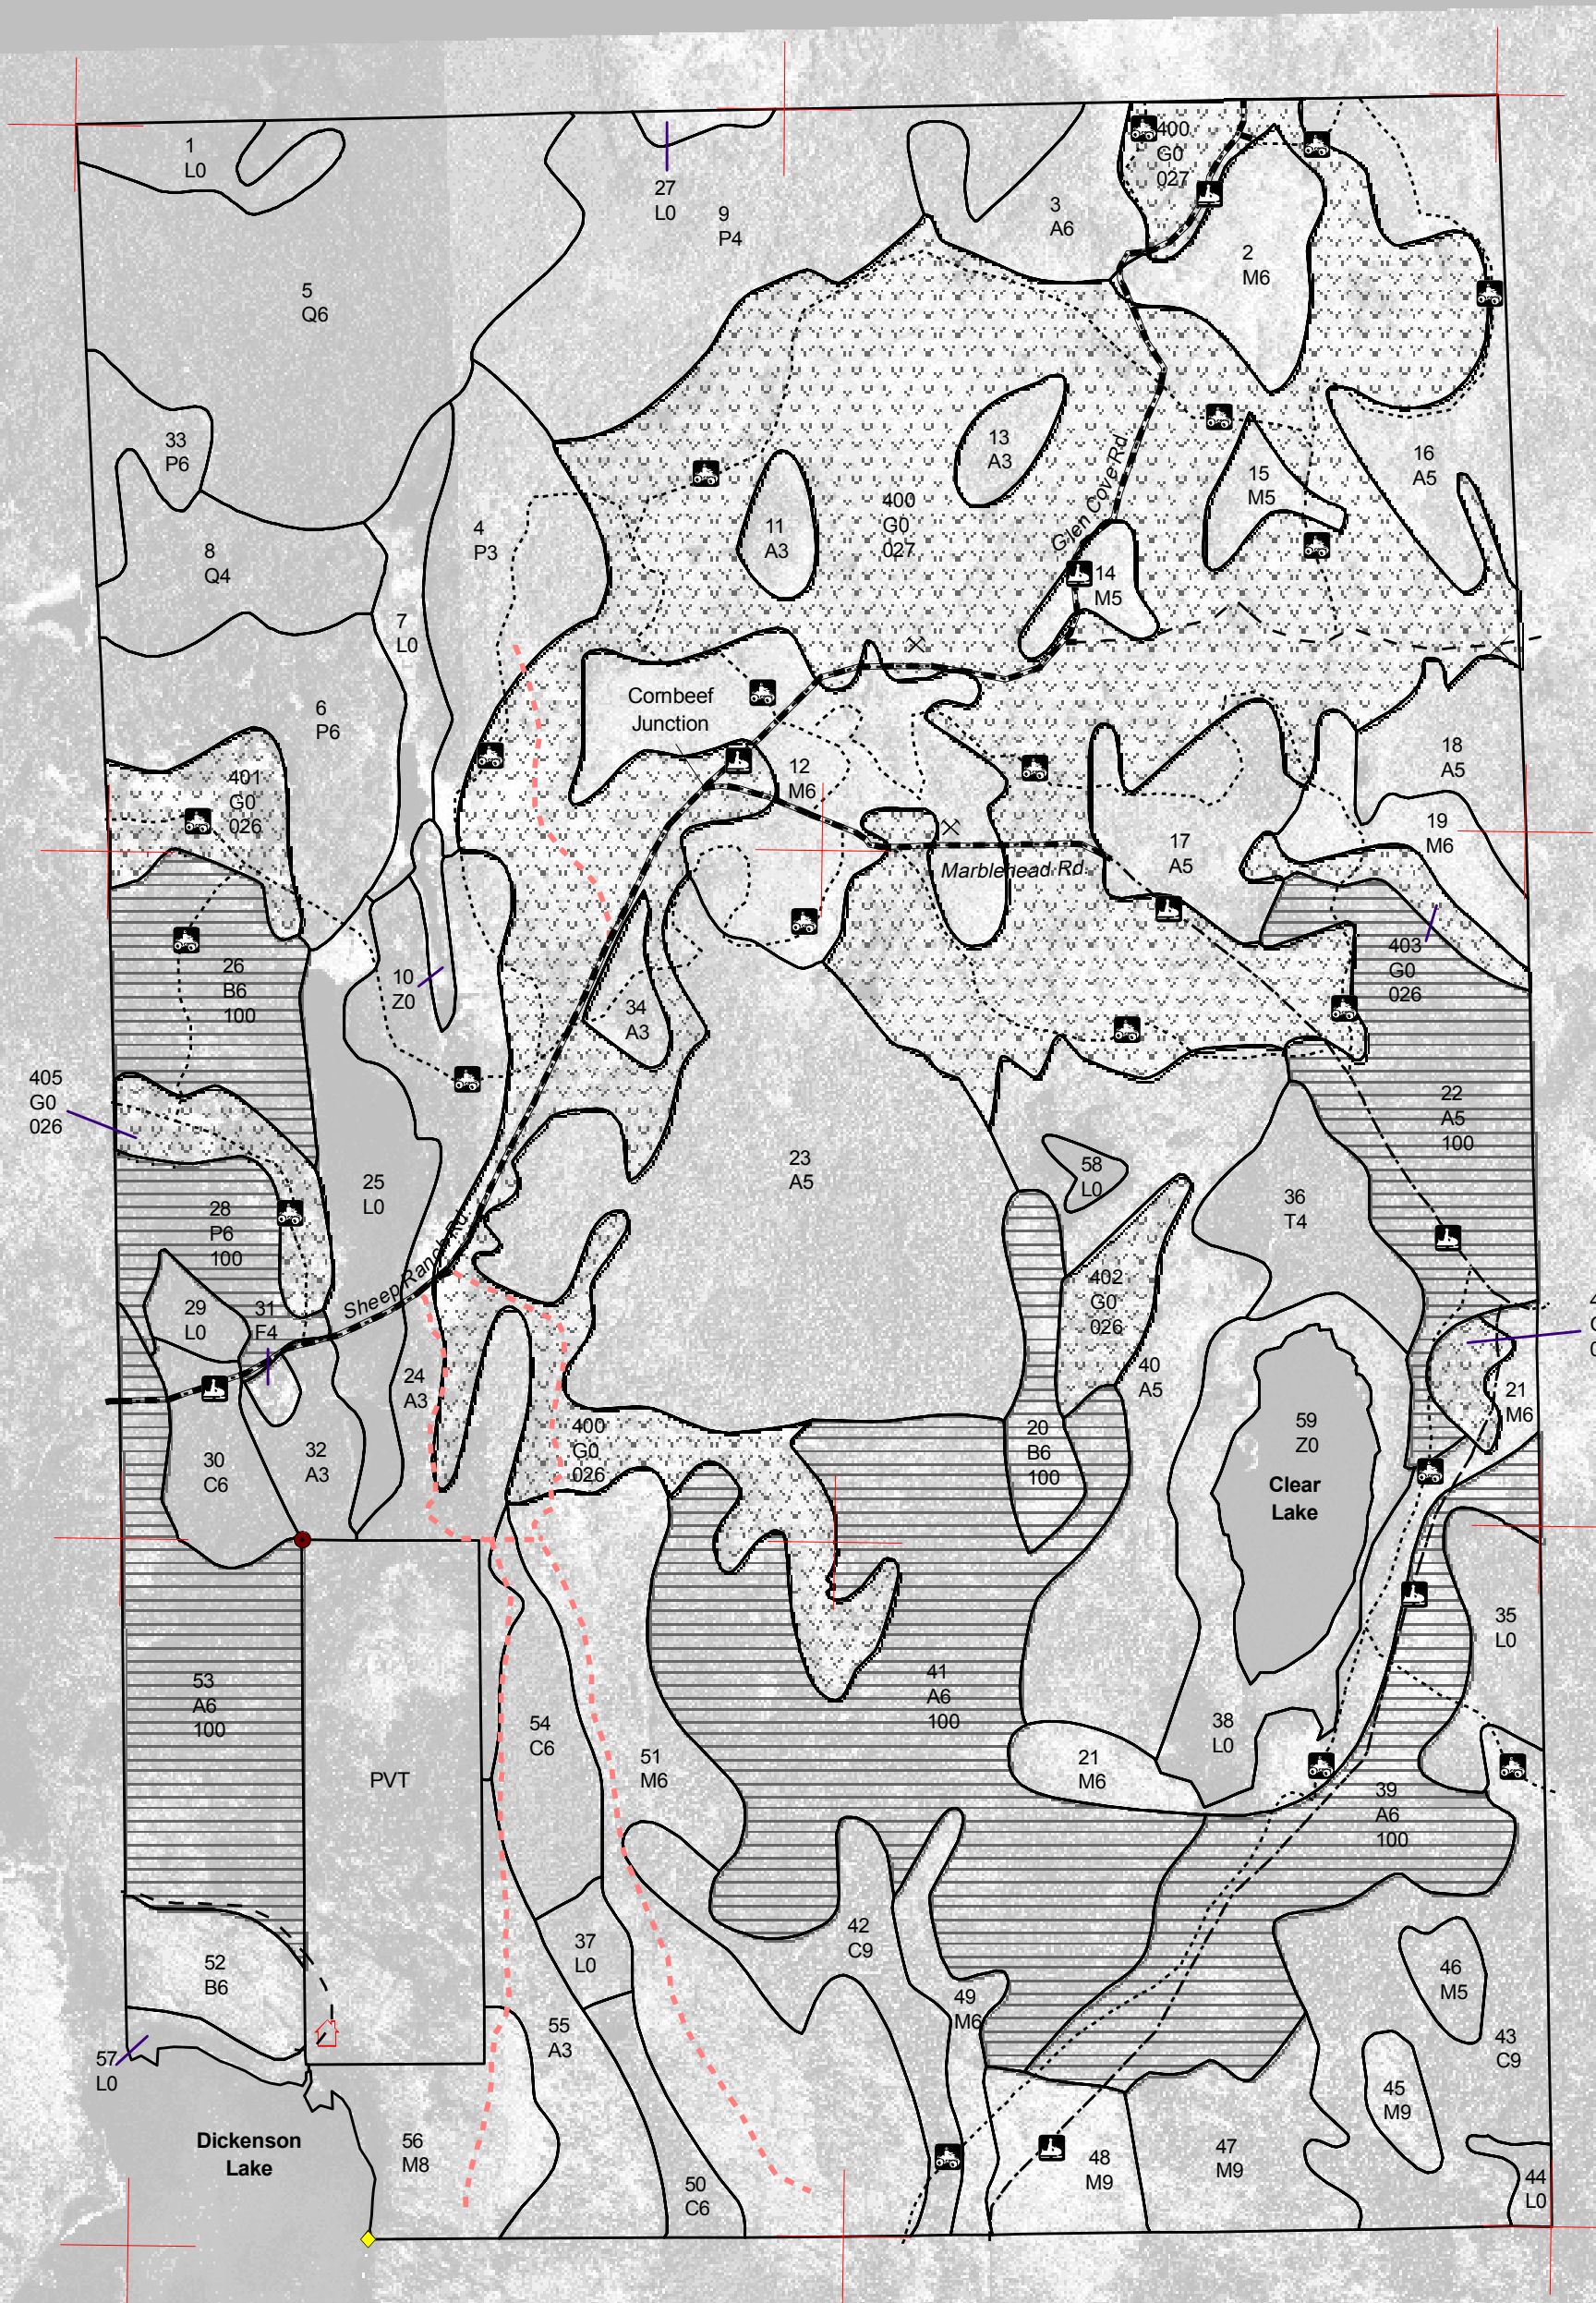 1
L0
27
L0
9
P4
3
A6
400
G0
027
2
M6
5
Q6
33
P6
8
Q4
4
P3
7
L0
6
P6
11
A3
13
A3
400
G0
027
Glen Cove Rd
14
M5
15
M5
16
A5
Combeef
Junction
12
M6
18
A5
19
M6
17
A5
Marblehead Rd.
401
G0
026
26
B6
100
10
Z0
34
A3
403
G0
026
405
G0
026
22
A5
100
23
A5
58
L0
25
L0
28
P6
100
36
T4
Sheep Ranch Rd.
29
L0
31
F4
402
G0
026
40
A5
24
A3
21
M6
59
Z0
Clear
Lake
20
B6
100
400
G0
026
30
C6
32
A3
35
L0
53
A6
100
41
A6
100
54
C6
38
L0
51
M6
21
M6
PVT
39
A6
100
42
C9
37
L0
52
B6
46
M5
49
M6
55
A3
43
C9
57
L0
45
M9
Dickenson
Lake
56
M8
48
M9
47
M9
44
L0
50
C6